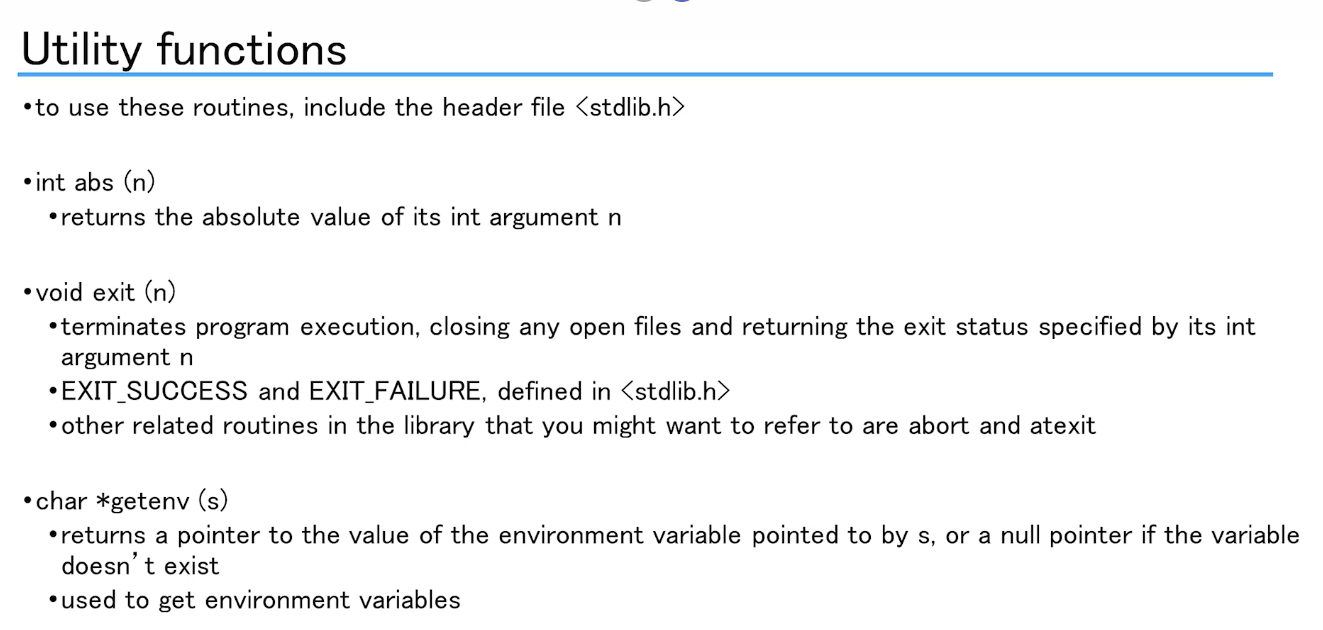 Utility functions
•to use these routines, include the header file <stdlib.h>
•int abs (n)
•returns the absolute value of its int argument n
•void exit (n)
•terminates program execution, closing any open files and returning the exit status specified by its int
argument n
•EXIT_SUCCESS and EXIT_FAILURE, defined in <stdlib.h>
•other related routines in the library that you might want to refer to are abort and atexit
•char *getenv (s)
•returns a pointer to the value of the environment variable pointed to by s, or a null pointer if the variable
doesn’t exist
•used to get environment variables